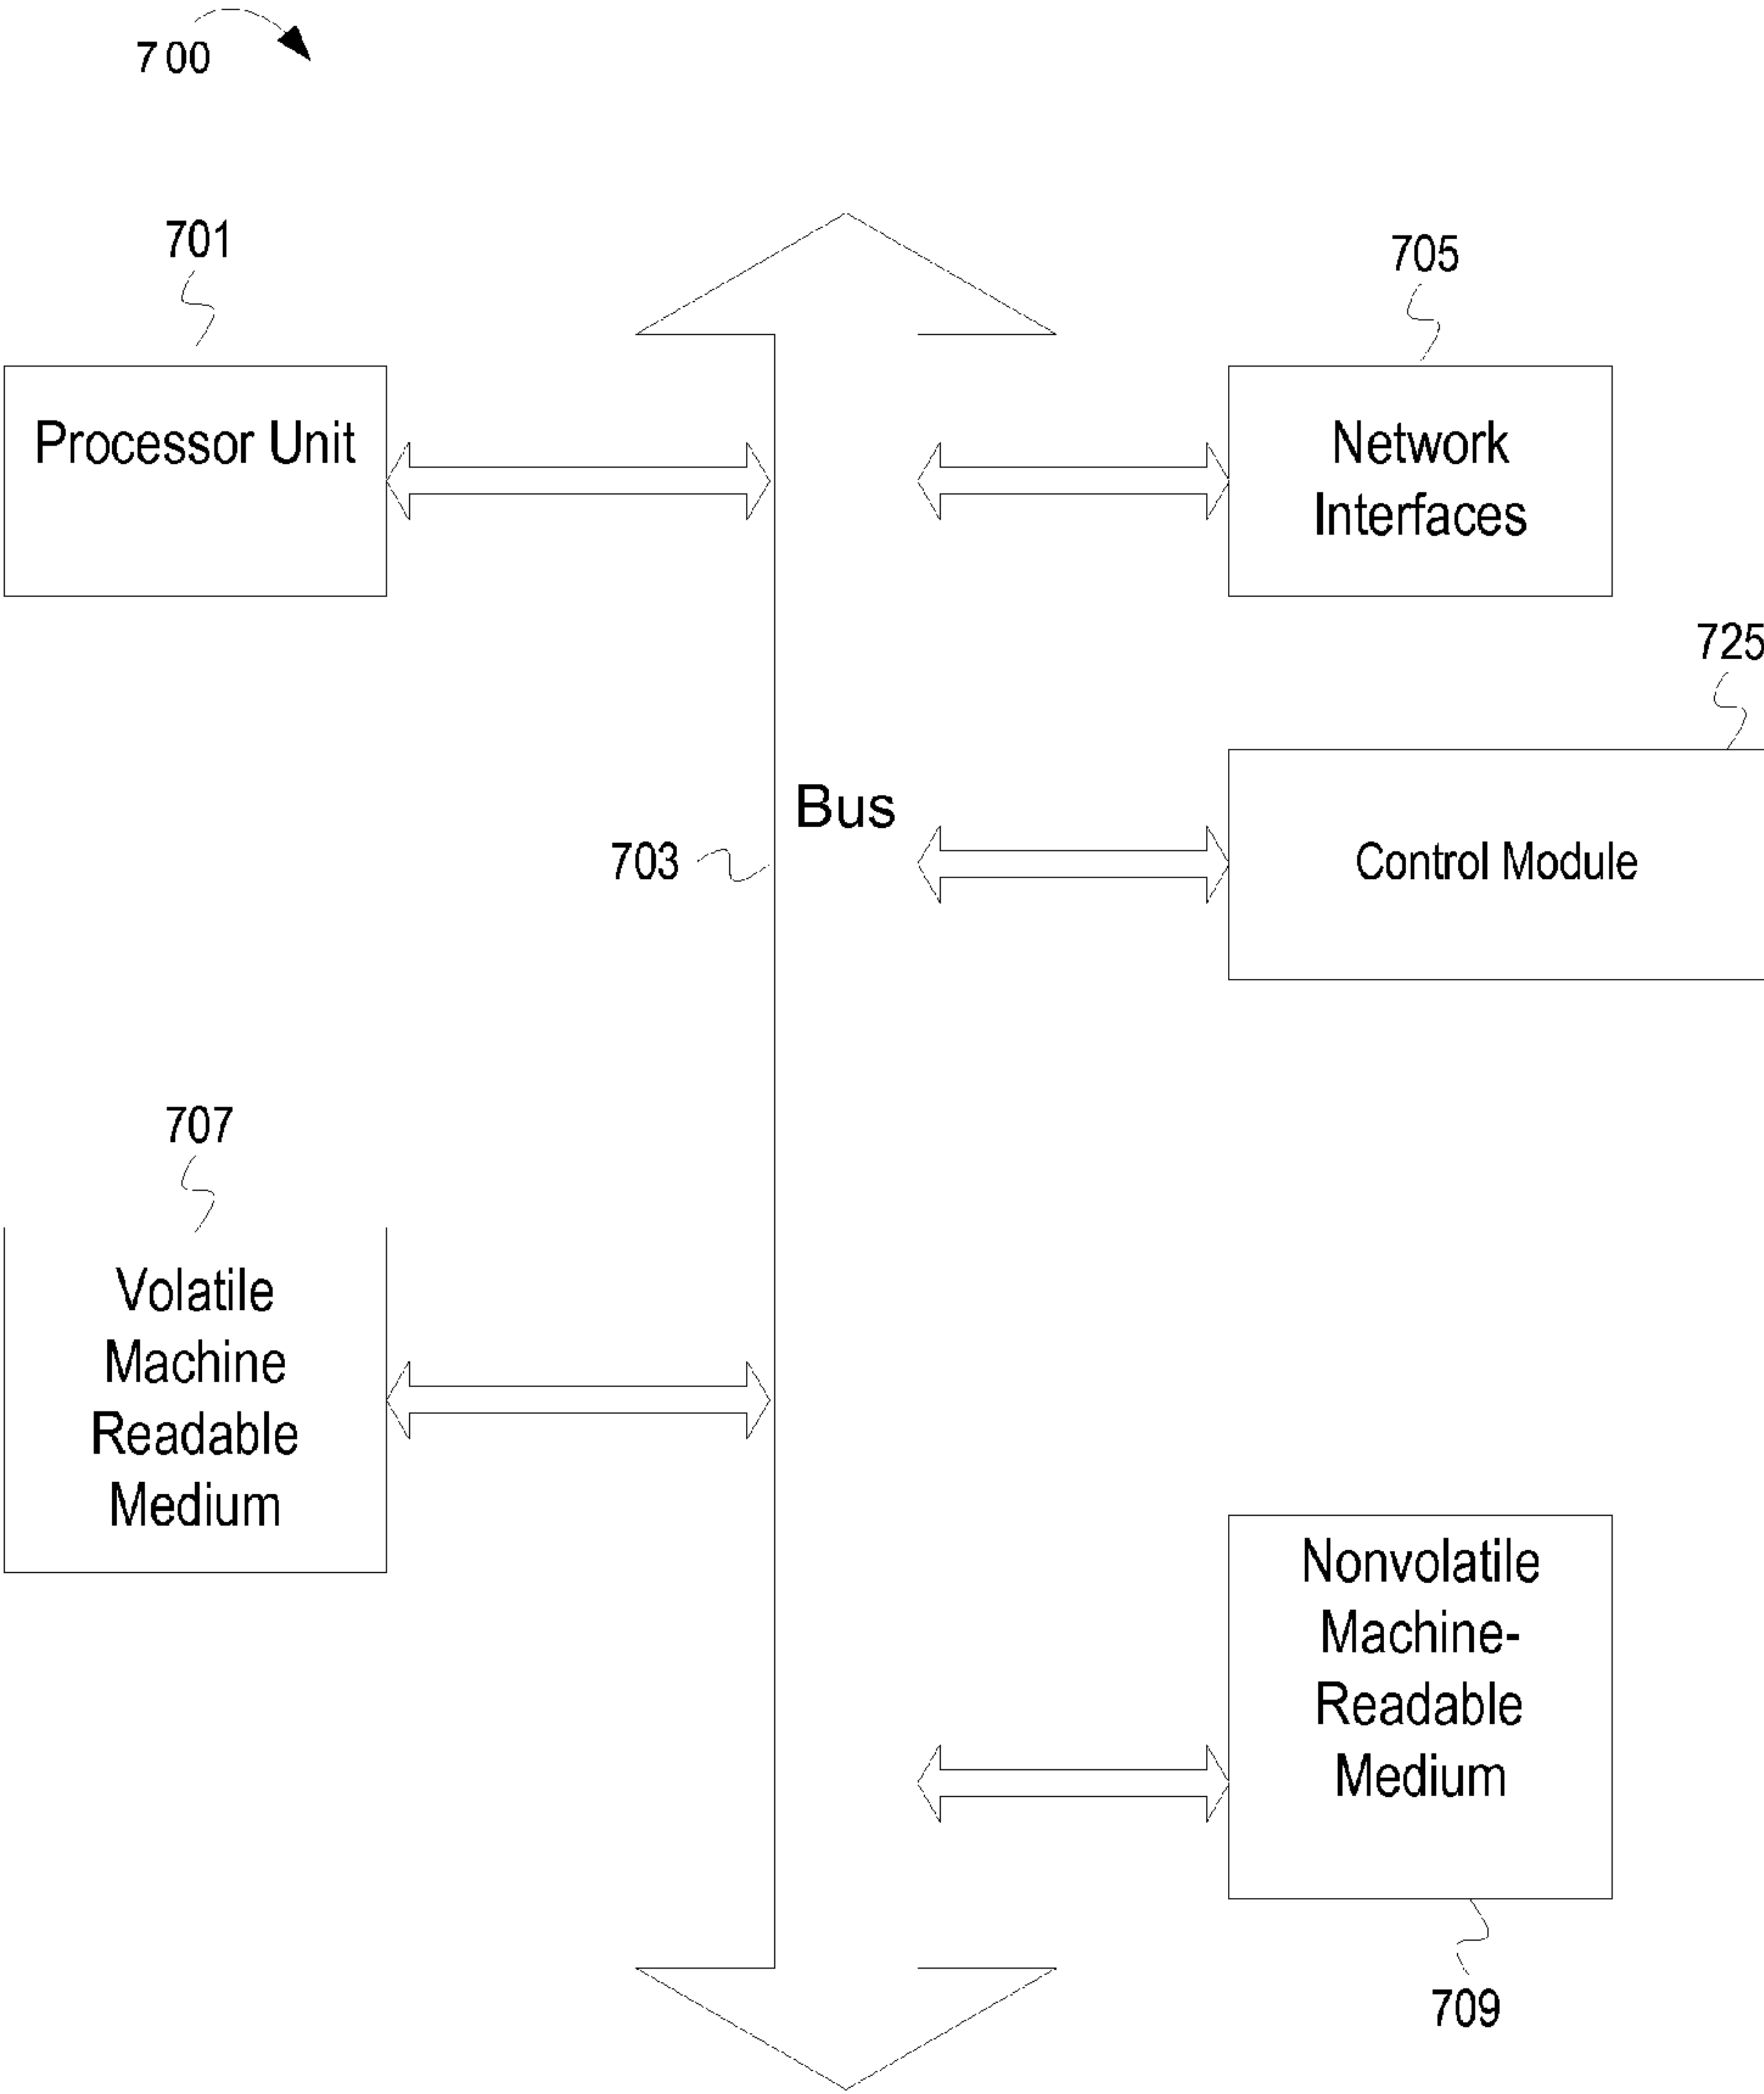 700
701
705
Processor Unit
Network
Interfaces
725
Bus
703
Control Module
707
Volatile
Machine
Readable
Medium
Nonvolatile
Machine-
Readable
Medium
709